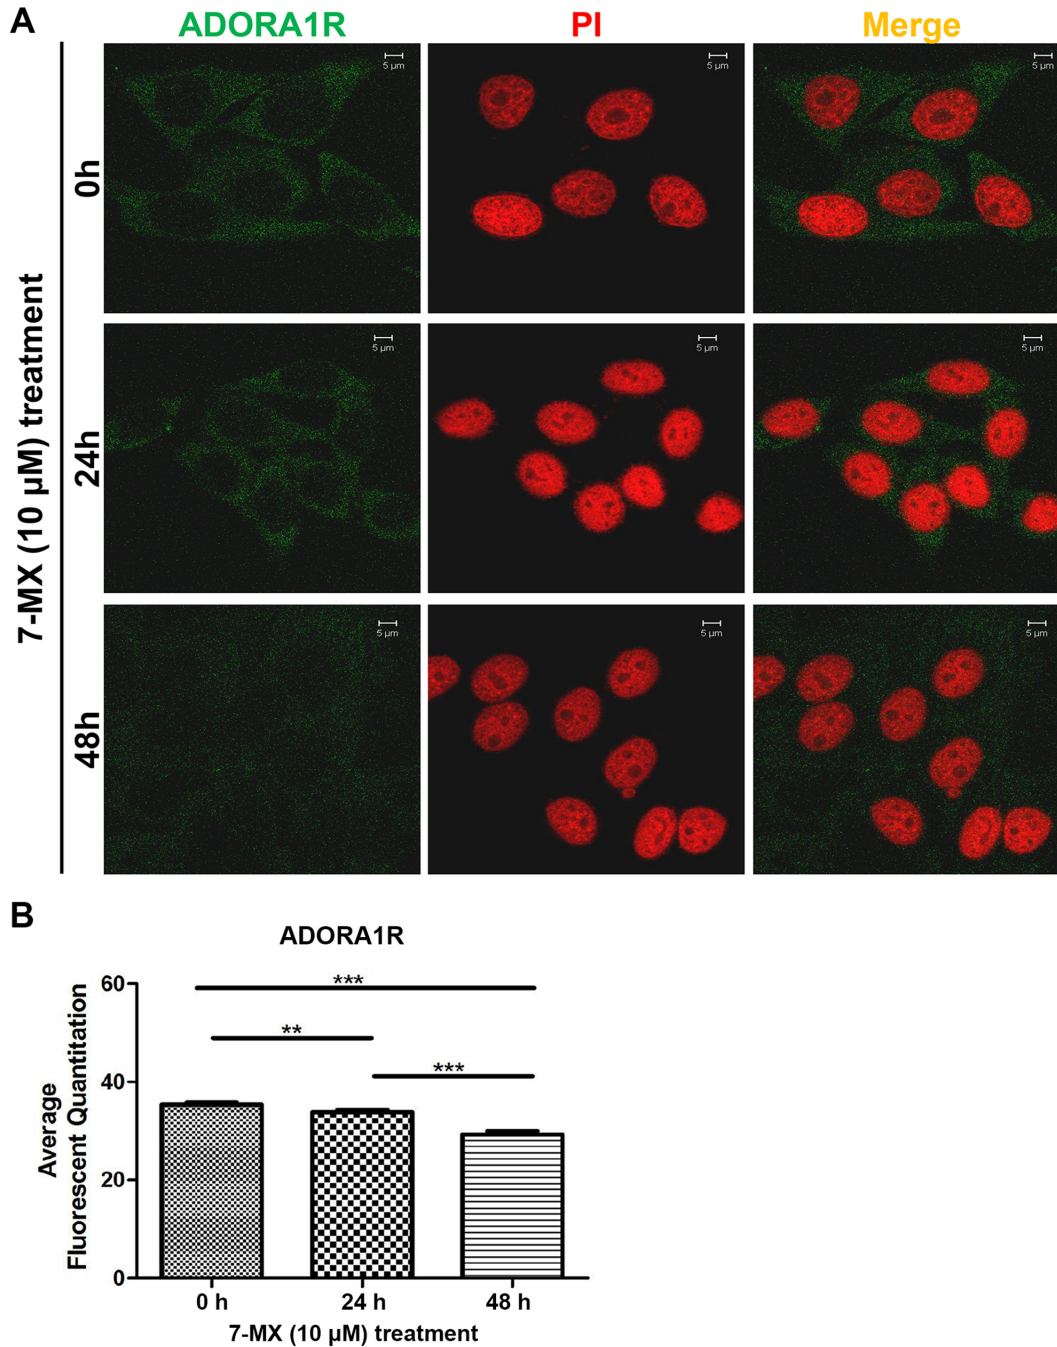 A
ADORA1R PI Merge
7-MX (10 µM) treatment
0h
5 µm 5 µm 5 µm
24h
5 µm 5 µm 5 µm
48h
5 µm 5 µm 5 µm
B
ADORA1R
Average
Fluorescent Quantitation
60
40
20
0
***
**
***
0 h 24 h 48 h
7-MX (10 µM) treatment